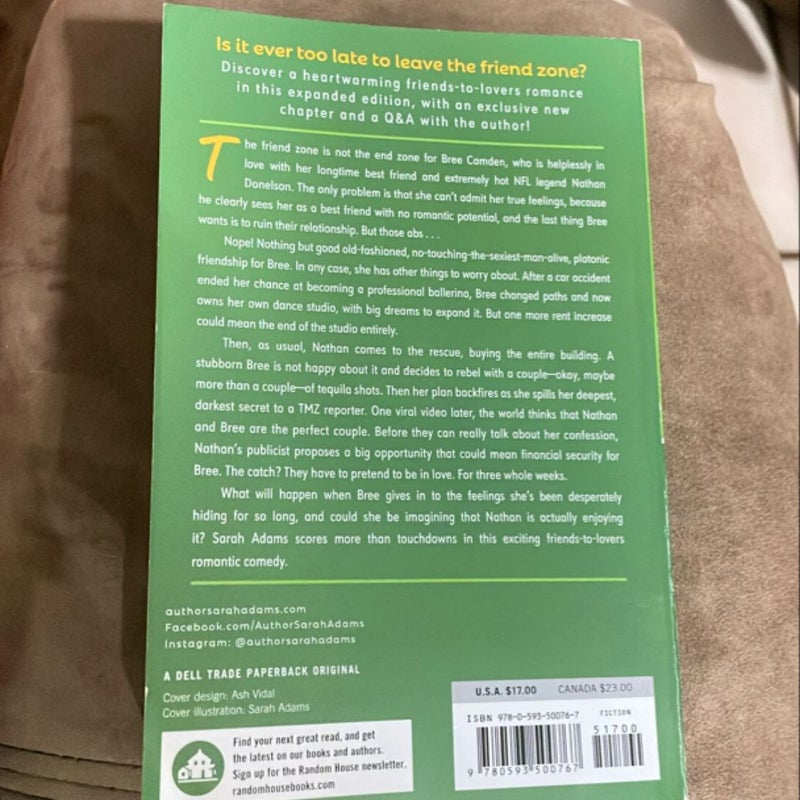 Is it ever too late to leave the friend zone?
Discover a heartwarming friends-to-lovers romance
in this expanded edition, with an exclusive new
chapter and a Q&A with the author!
The friend zone is not the end zone for Bree Camden, who is helplessly in
love with her longtime best friend and extremely hot NFL legend Nathan
Donelson. The only problem is that she can't admit her true feelings, because
he clearly sees her as a best friend with no romantic potential, and the last thing Bree
wants is to ruin their relationship. But those abs . . .
Nope! Nothing but good old-fashioned, no-touching-the-sexiest-man-alive, platonic
friendship for Bree. In any case, she has other things to worry about. After a car accident
ended her chance at becoming a professional ballerina, Bree changed paths and now
owns her own dance studio, with big dreams to expand it. But one more rent increase
could mean the end of the studio entirely.
Then, as usual, Nathan comes to the rescue, buying the entire building. A
stubborn Bree is not happy about it and decides to rebel with a couple—okay, maybe
more than a couple—of tequila shots. Then her plan backfires as she spills her deepest,
darkest secret to a TMZ reporter. One viral video later, the world thinks that Nathan
and Bree are the perfect couple. Before they can really talk about her confession,
Nathan's publicist proposes a big opportunity that could mean financial security for
Bree. The catch? They have to pretend to be in love. For three whole weeks.
What will happen when Bree gives in to the feelings she's been desperately
hiding for so long, and could she be imagining that Nathan is actually enjoying
it? Sarah Adams scores more than touchdowns in this exciting friends-to-lovers
romantic comedy.
authorsarahadams.com
Facebook.com/AuthorSarahAdams
Instagram: @authorsarahadams
A DELL TRADE PAPERBACK ORIGINAL
Cover design: Ash Vidal
Cover illustration: Sarah Adams
Find your next great read, and get
the latest on our books and authors.
Sign up for the Random House newsletter.
randomhousebooks.com
U.S.A. $17.00 CANADA $23.00
ISBN 978-0-593-50076-7 FICTION
51700
9 780593 500767